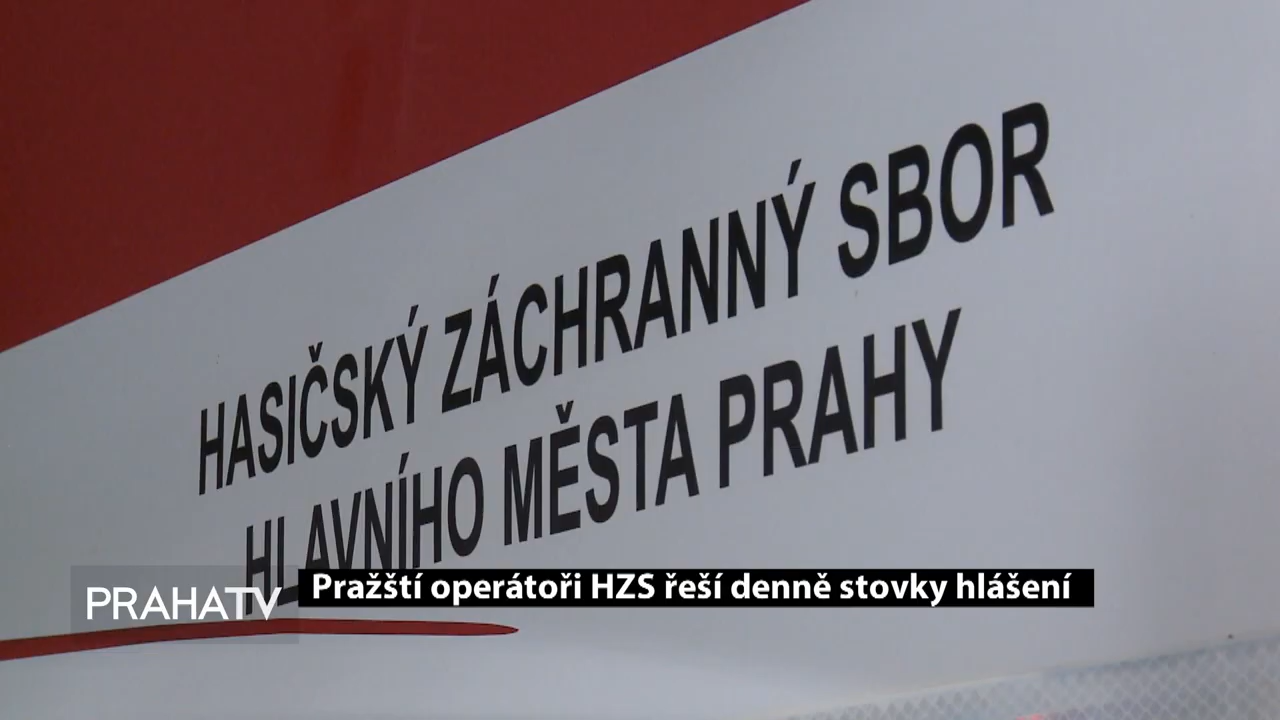 HASIČSKÝ ZÁCHRANNÝ SBOR
HLAVNÍHO MĚSTA PRAHY
PRAHATV
Pražští operátoři HZS řeší denně stovky hlášení